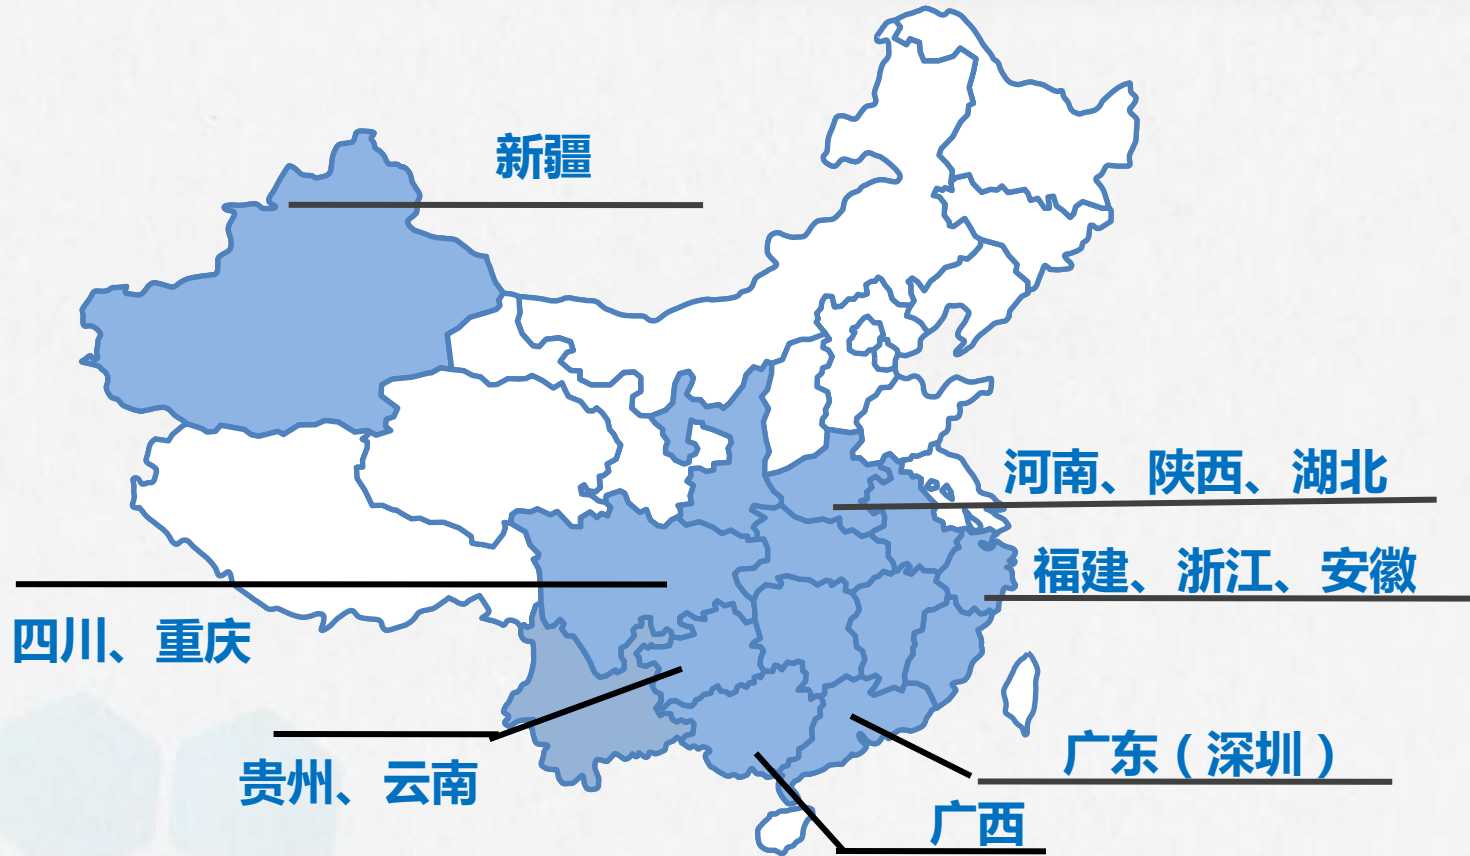 新疆
河南、陕西、湖北
福建、浙江、安徽
四川、重庆
贵州、云南
广东（深圳）
广西